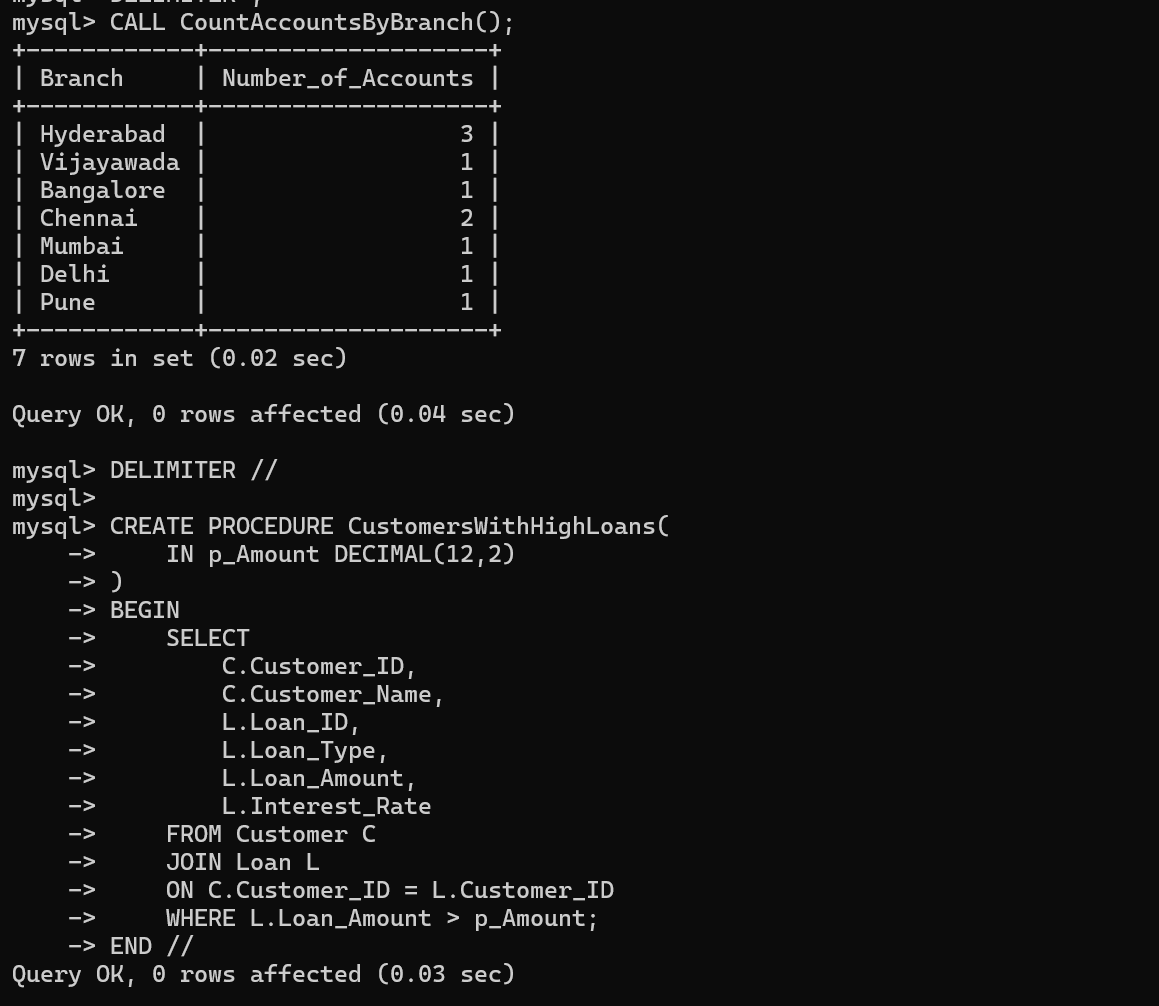 mysql> DELIMITER ;
mysql> CALL CountAccountsByBranch();
+------------+--------------------+
| Branch     | Number_of_Accounts |
+------------+--------------------+
| Hyderabad  |                  3 |
| Vijayawada |                  1 |
| Bangalore  |                  1 |
| Chennai    |                  2 |
| Mumbai     |                  1 |
| Delhi      |                  1 |
| Pune       |                  1 |
+------------+--------------------+
7 rows in set (0.02 sec)

Query OK, 0 rows affected (0.04 sec)

mysql> DELIMITER //
mysql>
mysql> CREATE PROCEDURE CustomersWithHighLoans(
    ->     IN p_Amount DECIMAL(12,2)
    -> )
    -> BEGIN
    ->     SELECT
    ->         C.Customer_ID,
    ->         C.Customer_Name,
    ->         L.Loan_ID,
    ->         L.Loan_Type,
    ->         L.Loan_Amount,
    ->         L.Interest_Rate
    ->     FROM Customer C
    ->     JOIN Loan L
    ->     ON C.Customer_ID = L.Customer_ID
    ->     WHERE L.Loan_Amount > p_Amount;
    -> END //
Query OK, 0 rows affected (0.03 sec)